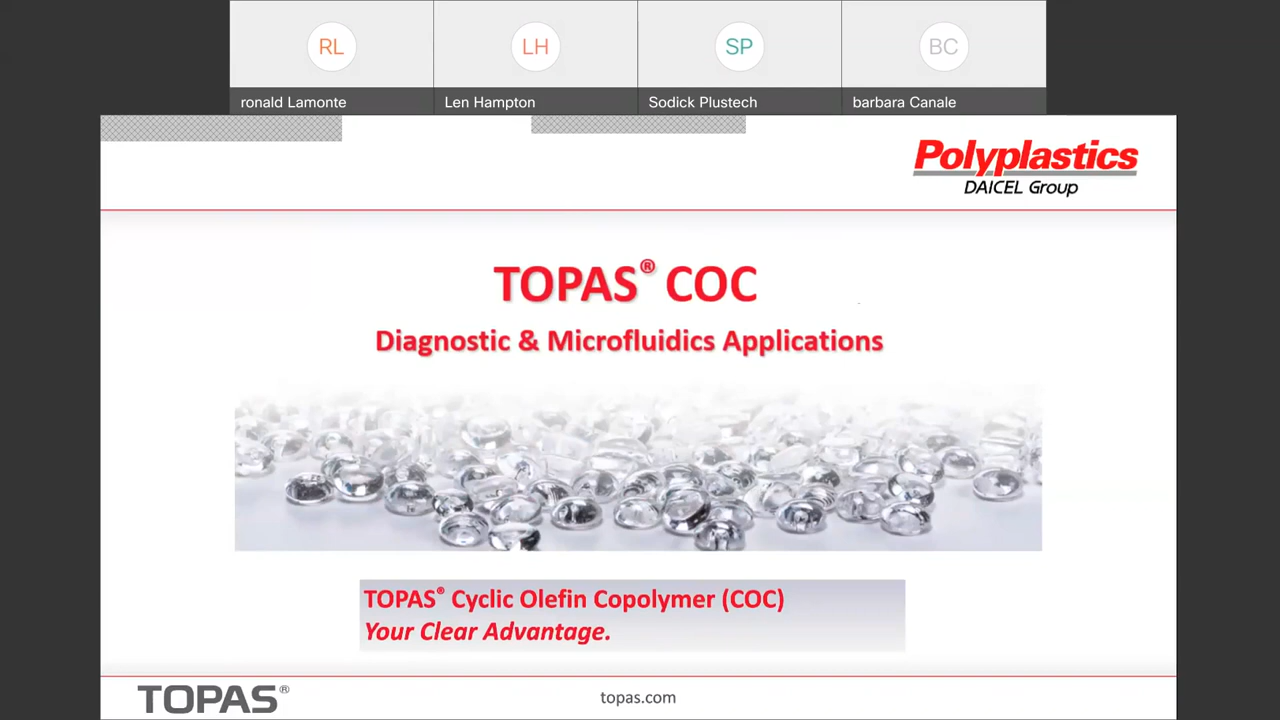 RL
LH
SP
BC
ronald Lamonte
Len Hampton
Sodick Plustech
barbara Canale
Polyplastics
DAICEL Group
TOPAS® COC
Diagnostic & Microfluidics Applications
TOPAS® Cyclic Olefin Copolymer (COC)
Your Clear Advantage.
TOPAS®
topas.com